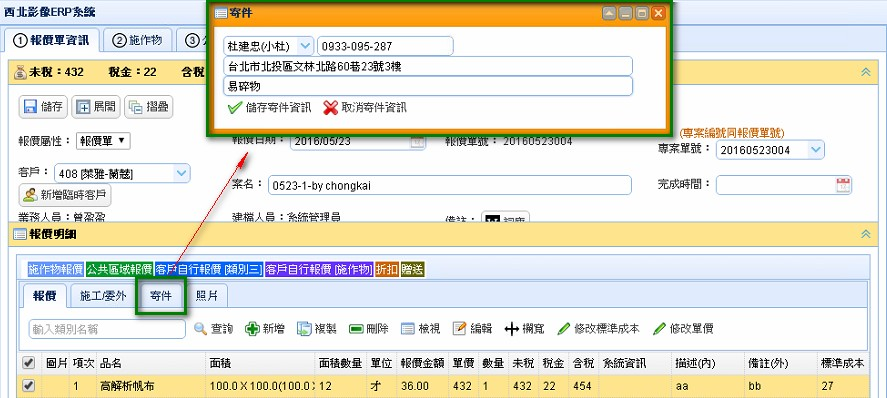 西北影像ERP系統
寄件
杜建忠(小杜) 0933-095-287
台北市北投區文林北路60巷23號3樓
易碎物
儲存寄件資訊 取消寄件資訊
①報價單資訊 ②施作物 ③
未稅：432 稅金：22 含稅
儲存 展開 摺疊
(專案編號同報價單號)
報價屬性： 報價單 報價日期： 2016/05/23 報價單號： 20160523004 專案單號： 20160523004
客戶： 408 [榮雅-蘭越]
新增臨時客戶 案名： 0523-1-by chongkai 完成時間：
業務人員：曾盈盈 建檔人員：系統管理員 備註：
報價明細
施作物報價 公共區域報價 客戶自行報價 [類別三] 客戶自行報價 [施作物] 折扣 贈送
報價 施工/委外 寄件 照片
輸入類別名稱 查詢 新增 複製 刪除 檢視 編輯 欄寬 修改標準成本 修改單價
圖片 項次 品名 面積 面積數量 單位 報價金額 單價 數量 未稅 稅金 含稅 系統資訊 描述(內) 備註(外) 標準成本
1 高解析帆布 100.0 X 100.0(100.0 12 才 36.00 432 1 432 22 454 aa bb 27